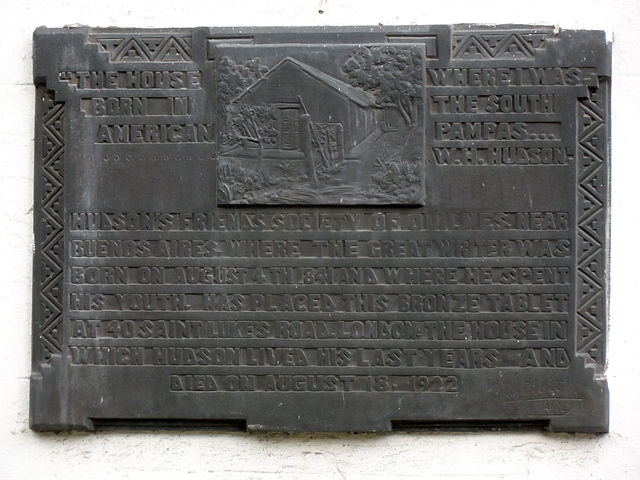 "THE HOUSE WHERE I WAS
BORN IN THE SOUTH
AMERICAN PAMPAS...
W.H. HUDSON
HUDSON'S FRIENDS SOCIETY OF QUILMES NEAR
BUENOS AIRES WHERE THE GREAT WRITER WAS
BORN ON AUGUST 4TH 1841 AND WHERE HE SPENT
HIS YOUTH HAS PLACED THIS BRONZE TABLET
AT 40 SAINT LUKES ROAD, LONDON, THE HOUSE IN
WHICH HUDSON LIVED HIS LAST YEARS AND
DIED ON AUGUST 18. 1922